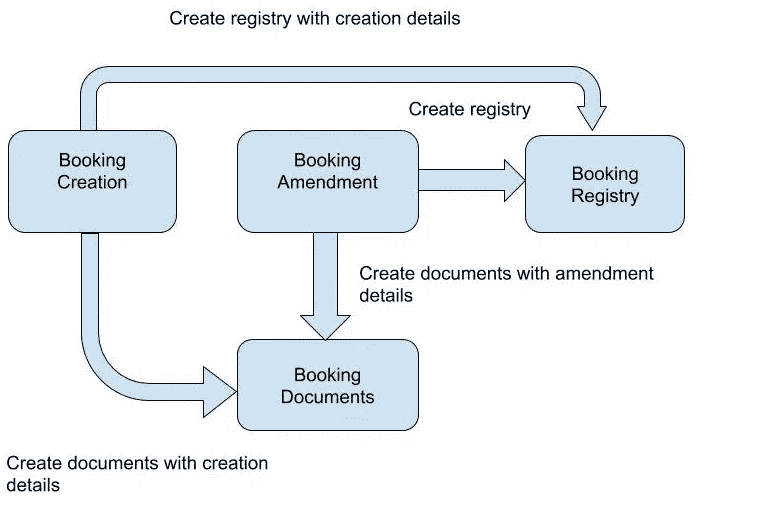 Create registry with creation details
Create registry
Booking
Creation
Booking
Amendment
Booking
Registry
Create documents with amendment
details
Booking
Documents
Create documents with creation
details